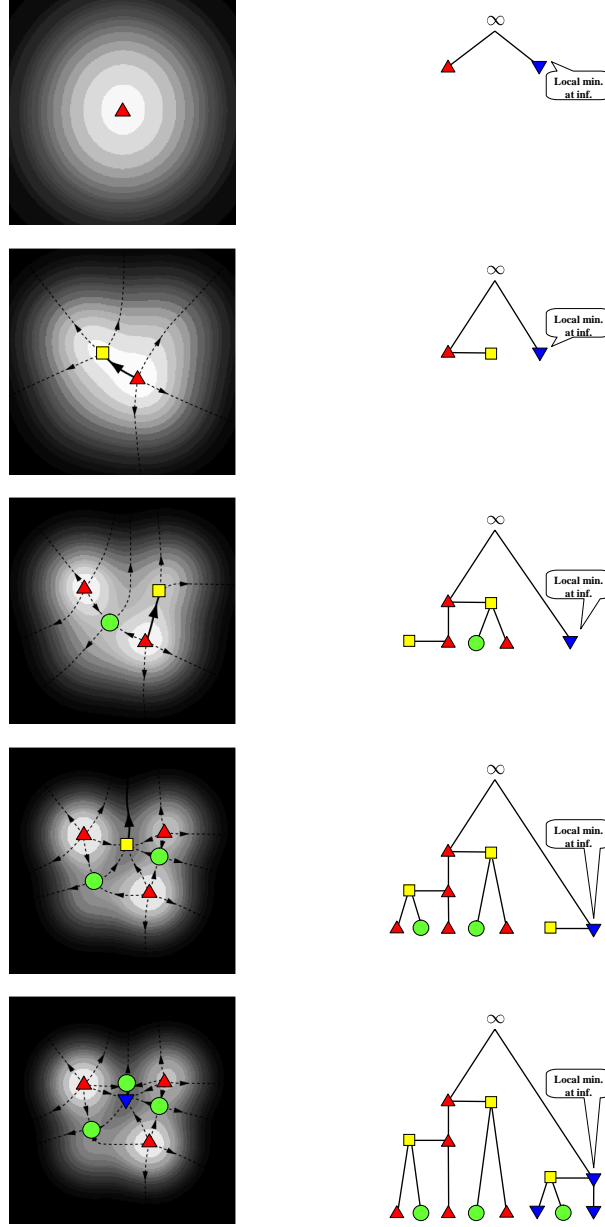 ∞
Local min.
at inf.
∞
Local min.
at inf.
∞
Local min.
at inf.
∞
Local min.
at inf.
∞
Local min.
at inf.